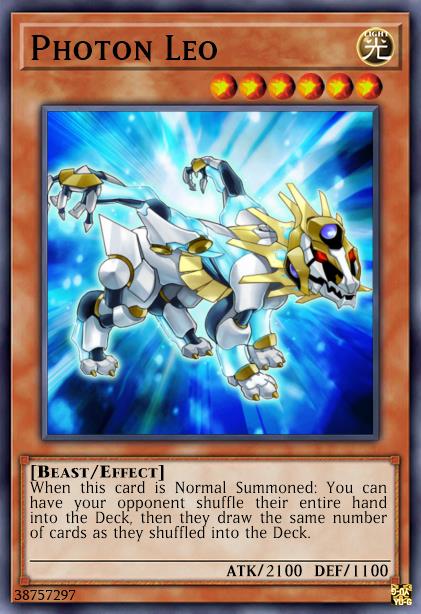 Photon Leo
LIGHT
光
[Beast/Effect]
When this card is Normal Summoned: You can
have your opponent shuffle their entire hand
into the Deck, then they draw the same number
of cards as they shuffled into the Deck.
ATK/2100 DEF/1100
38757297